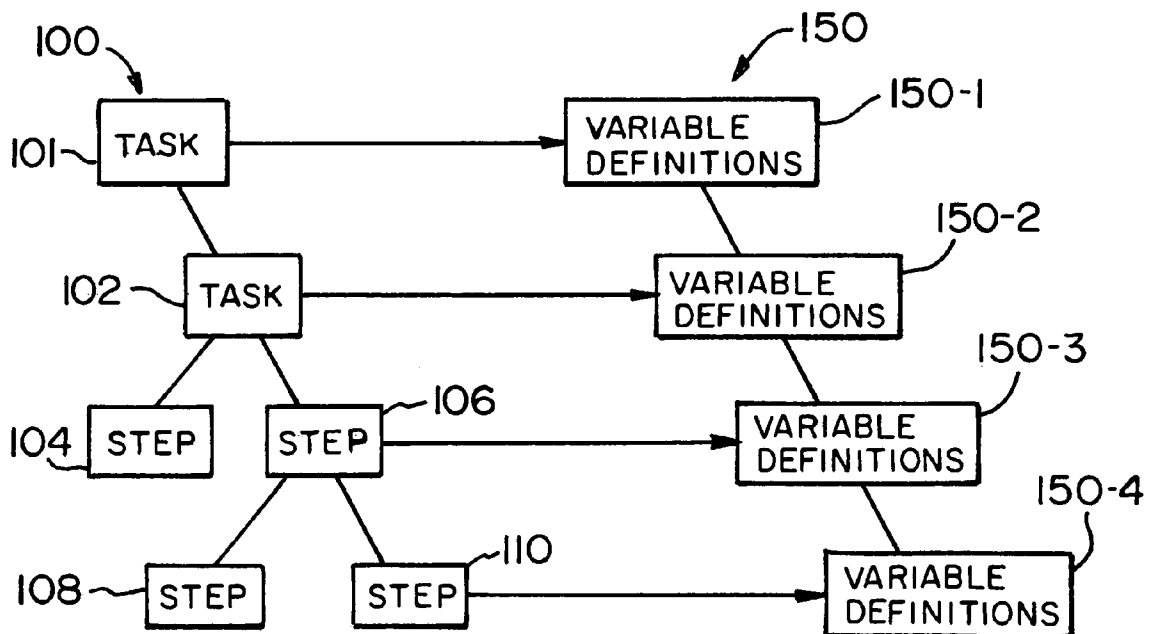 100
150
150-1
TASK
VARIABLE
DEFINITIONS
101
150-2
102
TASK
VARIABLE
DEFINITIONS
150-3
106
104
STEP
STEP
VARIABLE
DEFINITIONS
150-4
110
108
STEP
STEP
VARIABLE
DEFINITIONS